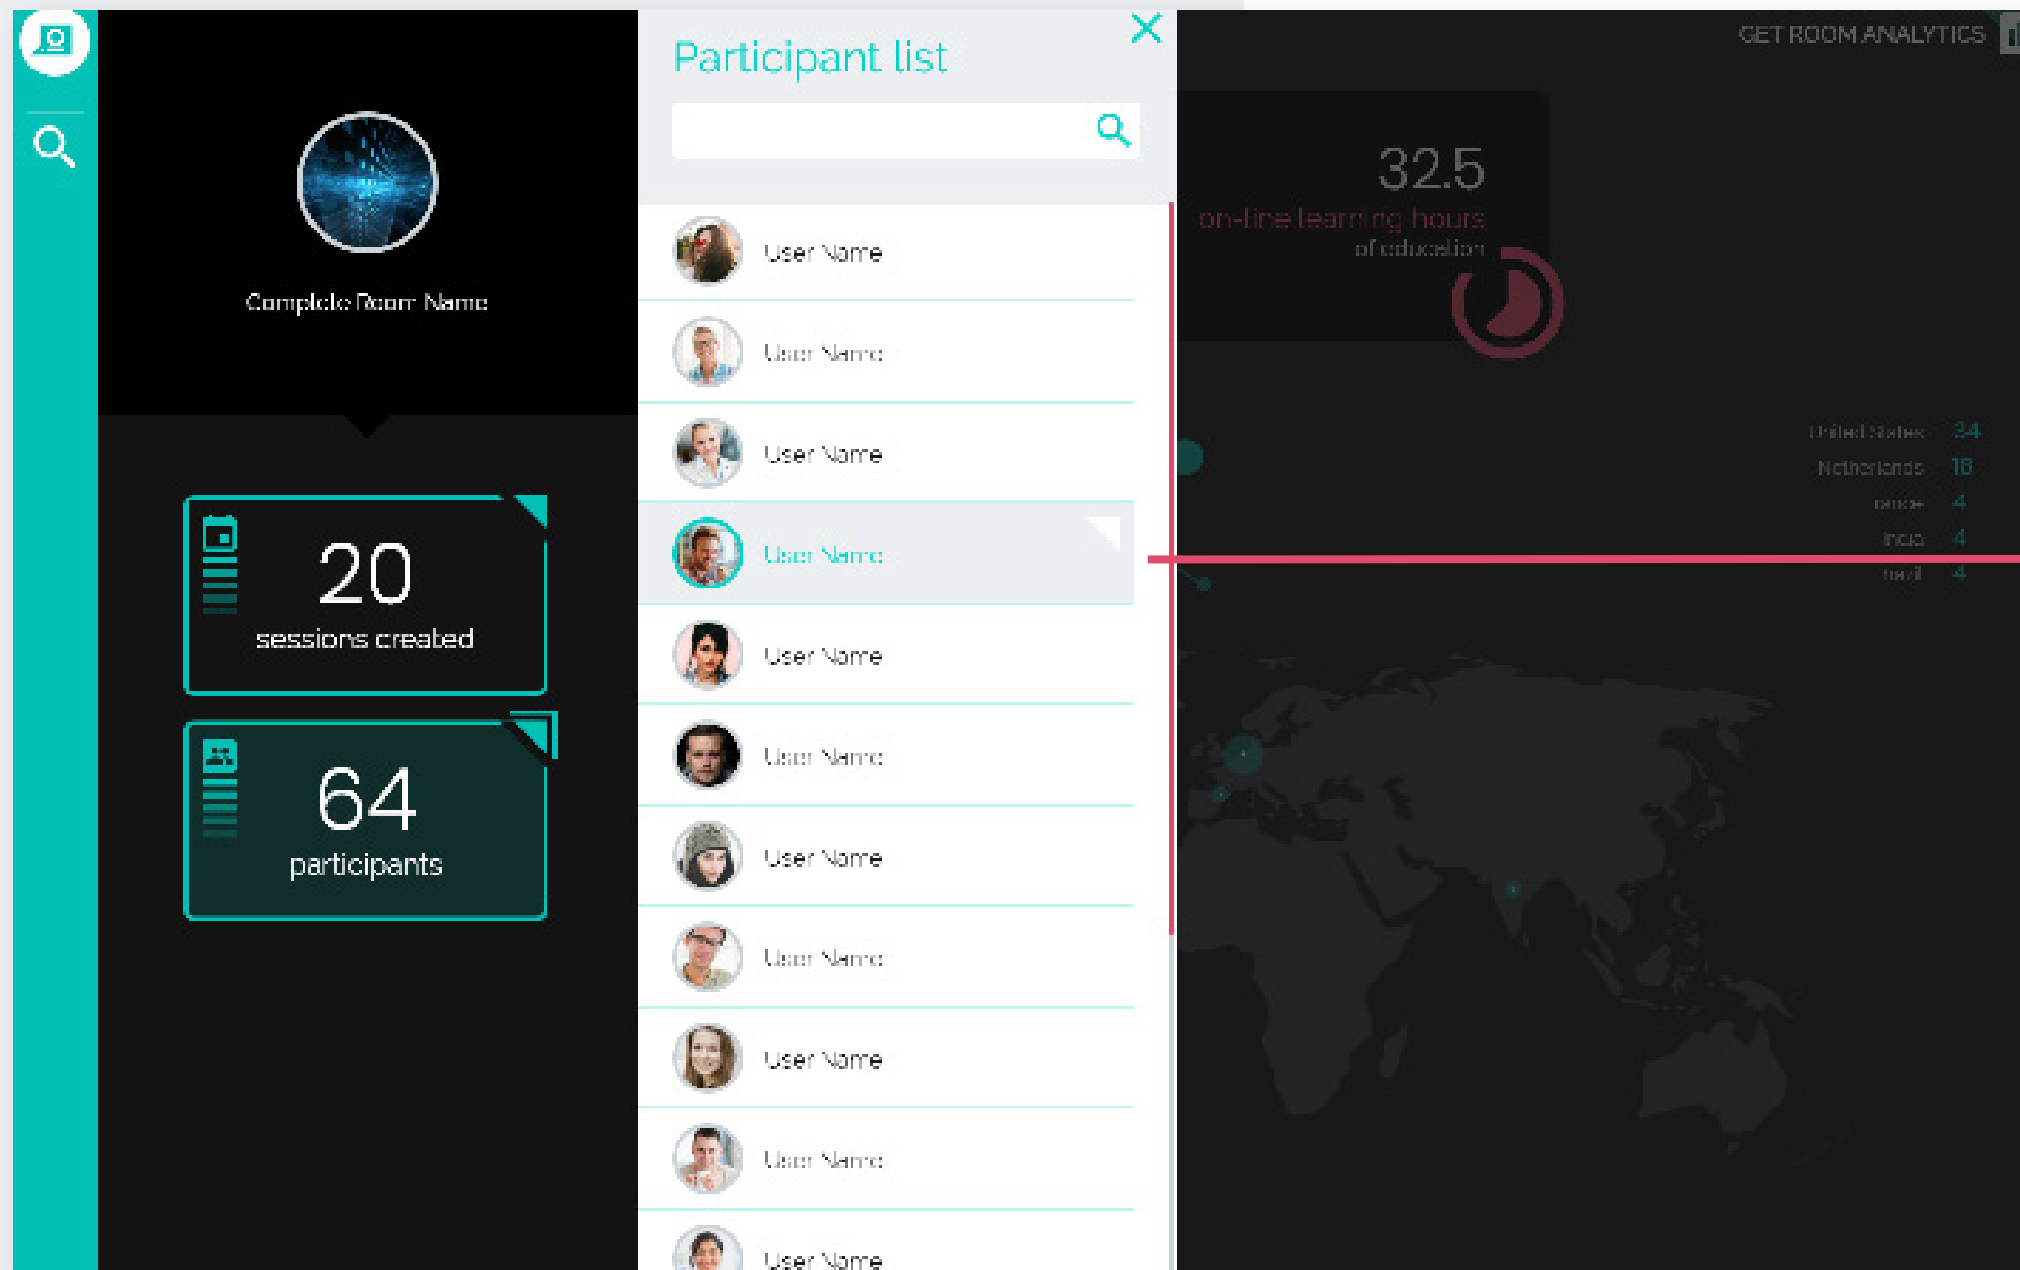 Complete Room Name
20
sessions created
64
participants
Participant list
User Name
User Name
User Name
User Name
User Name
User Name
User Name
User Name
User Name
User Name
User Name
GET ROOM ANALYTICS
32.5
on-line learning hours
of education
United States 34
Netherlands 18
4
India 4
4